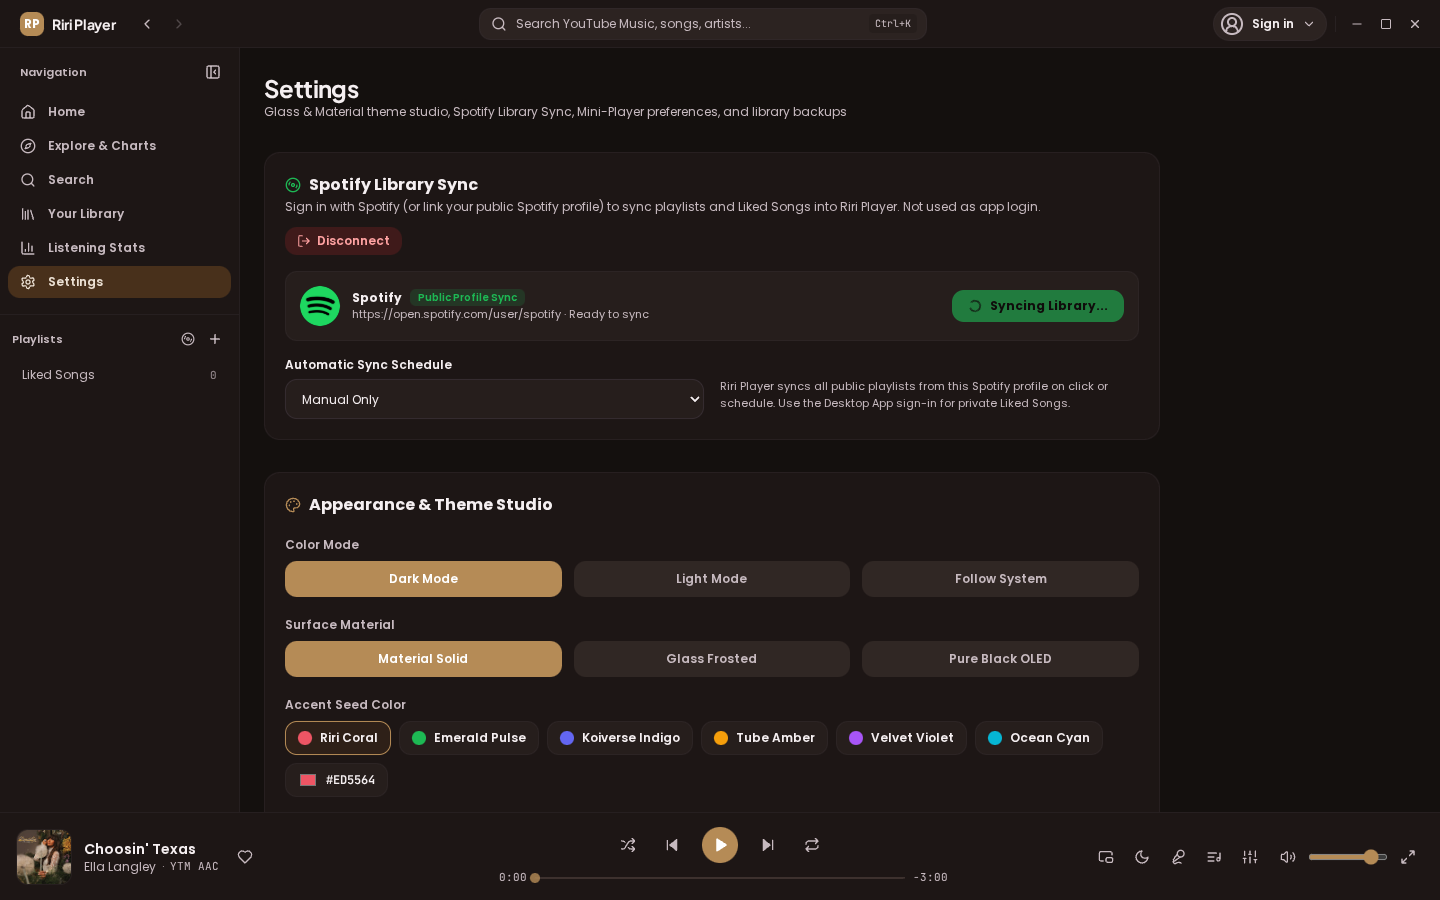 RP Riri Player
Search YouTube Music, songs, artists... Ctrl+K
Sign in
Navigation
Home
Explore & Charts
Search
Your Library
Listening Stats
Settings
Playlists
Liked Songs 0
Settings
Glass & Material theme studio, Spotify Library Sync, Mini-Player preferences, and library backups
Spotify Library Sync
Sign in with Spotify (or link your public Spotify profile) to sync playlists and Liked Songs into Riri Player. Not used as app login.
Disconnect
Spotify Public Profile Sync
https://open.spotify.com/user/spotify · Ready to sync
Syncing Library...
Automatic Sync Schedule
Manual Only
Riri Player syncs all public playlists from this Spotify profile on click or
schedule. Use the Desktop App sign-in for private Liked Songs.
Appearance & Theme Studio
Color Mode
Dark Mode Light Mode Follow System
Surface Material
Material Solid Glass Frosted Pure Black OLED
Accent Seed Color
Riri Coral Emerald Pulse Koiverse Indigo Tube Amber Velvet Violet Ocean Cyan
#ED5564
Choosin' Texas
Ella Langley · YTM AAC
0:00 -3:00